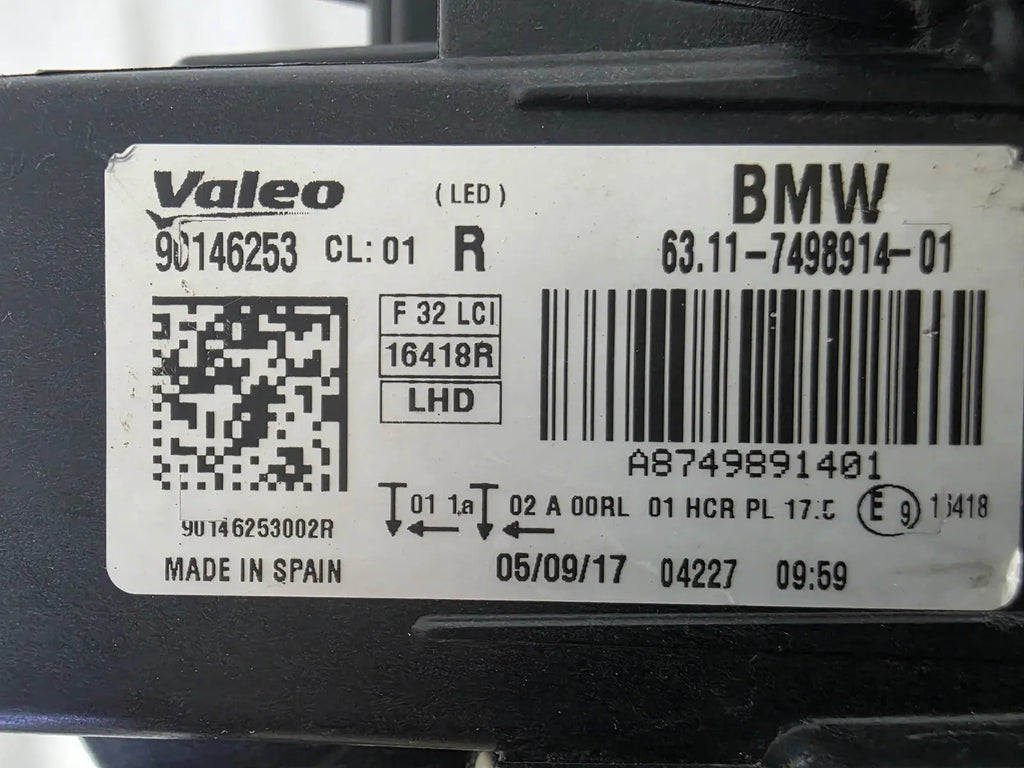 Valeo (LED) BMW
90146253 CL: 01 R 63.11-7498914-01
F 32 LCI
16418R
LHD
A8749891401
01 1a 02 A 00RL 01 HCR PL 17.5 E 9 16418
90146253002R
MADE IN SPAIN 05/09/17 04227 09:59